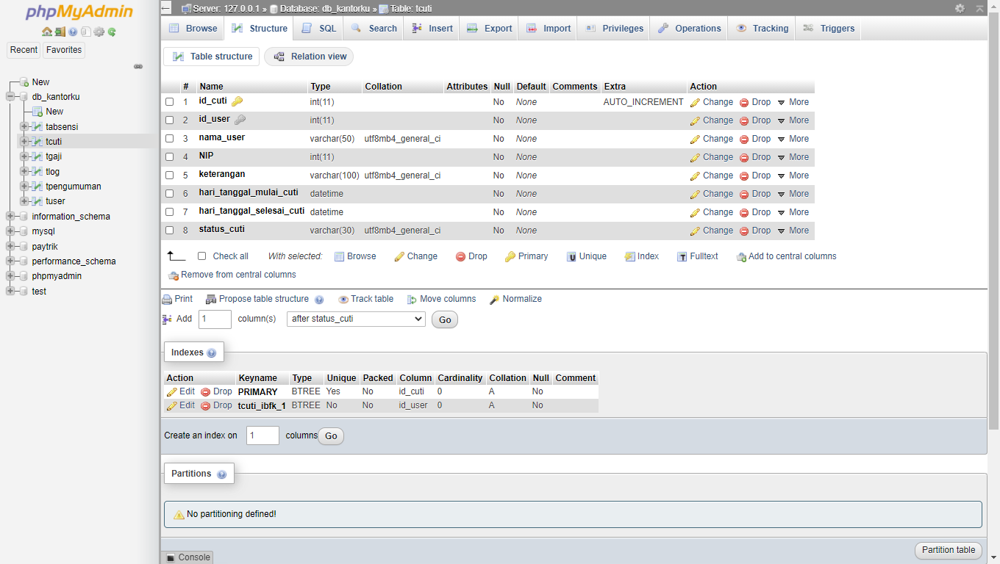 phpMyAdmin
Recent Favorites
New
db_kantorku
New
tabsensi
tcuti
tgaji
tlog
tpengumuman
tuser
information_schema
mysql
paytrik
performance_schema
phpmyadmin
test
Server: 127.0.0.1 » Database: db_kantorku » Table: tcuti
Browse Structure SQL Search Insert Export Import Privileges Operations Tracking Triggers
Table structure Relation view
# Name Type Collation Attributes Null Default Comments Extra Action
1 id_cuti int(11) No None AUTO_INCREMENT Change Drop More
2 id_user int(11) No None Change Drop More
3 nama_user varchar(50) utf8mb4_general_ci No None Change Drop More
4 NIP int(11) No None Change Drop More
5 keterangan varchar(100) utf8mb4_general_ci No None Change Drop More
6 hari_tanggal_mulai_cuti datetime No None Change Drop More
7 hari_tanggal_selesai_cuti datetime No None Change Drop More
8 status_cuti varchar(30) utf8mb4_general_ci No None Change Drop More
Check all With selected: Browse Change Drop Primary Unique Index Fulltext Add to central columns
Remove from central columns
Print Propose table structure Track table Move columns Normalize
Add 1 column(s) after status_cuti Go
Indexes
Action Keyname Type Unique Packed Column Cardinality Collation Null Comment
Edit Drop PRIMARY BTREE Yes No id_cuti 0 A No
Edit Drop tcuti_ibfk_1 BTREE No No id_user 0 A No
Create an index on 1 columns Go
Partitions
No partitioning defined!
Partition table
Console